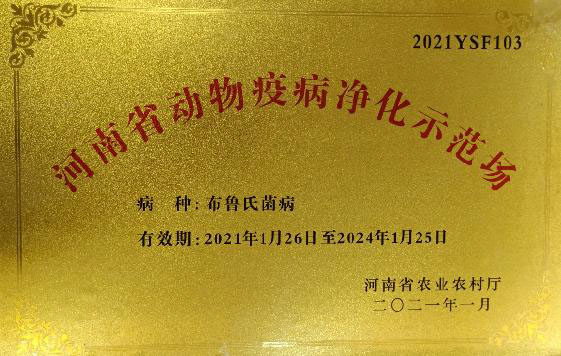 2021YSF103
河南省动物疫病净化示范场
病 种：布鲁氏菌病
有效期：2021年1月26日至2024年1月25日
河南省农业农村厅
二〇二一年一月